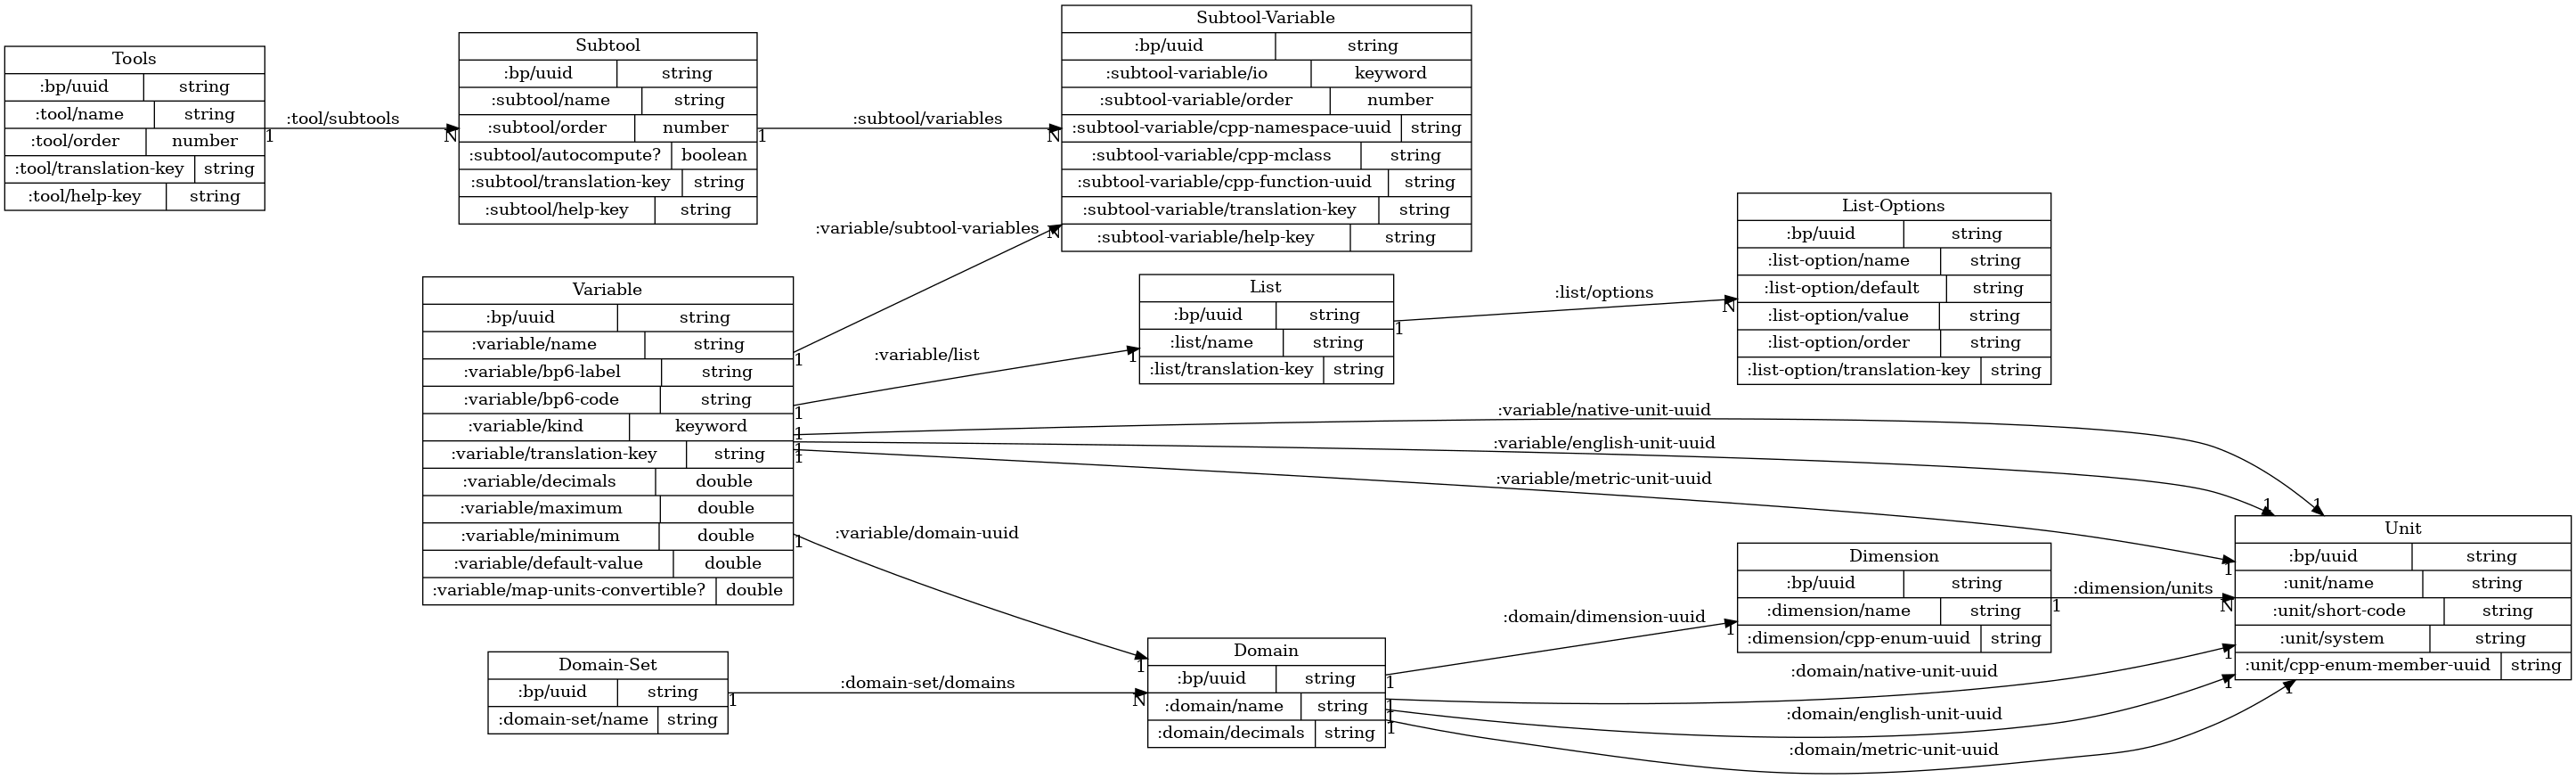 Tools
:bp/uuid string
:tool/name string
:tool/order number
:tool/translation-key string
:tool/help-key string
1 :tool/subtools N
Subtool
:bp/uuid string
:subtool/name string
:subtool/order number
:subtool/autocompute? boolean
:subtool/translation-key string
:subtool/help-key string
1 :subtool/variables N
Subtool-Variable
:bp/uuid string
:subtool-variable/io keyword
:subtool-variable/order number
:subtool-variable/cpp-namespace-uuid string
:subtool-variable/cpp-mclass string
:subtool-variable/cpp-function-uuid string
:subtool-variable/translation-key string
:subtool-variable/help-key string
Variable
:bp/uuid string
:variable/name string
:variable/bp6-label string
:variable/bp6-code string
:variable/kind keyword
:variable/translation-key string
:variable/decimals double
:variable/maximum double
:variable/minimum double
:variable/default-value double
:variable/map-units-convertible? double
1 :variable/subtool-variables N
1 :variable/list 1
List
:bp/uuid string
:list/name string
:list/translation-key string
1 :list/options N
List-Options
:bp/uuid string
:list-option/name string
:list-option/default string
:list-option/value string
:list-option/order string
:list-option/translation-key string
1 :variable/native-unit-uuid 1
1 :variable/english-unit-uuid 1
1 :variable/metric-unit-uuid 1
1 :variable/domain-uuid 1
Domain-Set
:bp/uuid string
:domain-set/name string
1 :domain-set/domains N
Domain
:bp/uuid string
:domain/name string
:domain/decimals string
1 :domain/dimension-uuid 1
Dimension
:bp/uuid string
:dimension/name string
:dimension/cpp-enum-uuid string
1 :dimension/units N
1 :domain/native-unit-uuid 1
1 :domain/english-unit-uuid 1
1 :domain/metric-unit-uuid 1
Unit
:bp/uuid string
:unit/name string
:unit/short-code string
:unit/system string
:unit/cpp-enum-member-uuid string